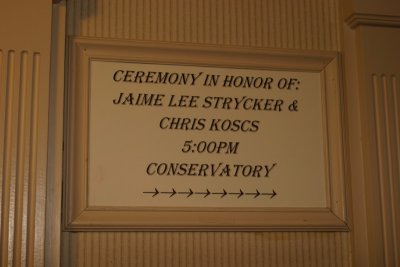 CEREMONY IN HONOR OF:
JAIME LEE STRYCKER &
CHRIS KOSCS
5:00PM
CONSERVATORY
→→→→→→→→